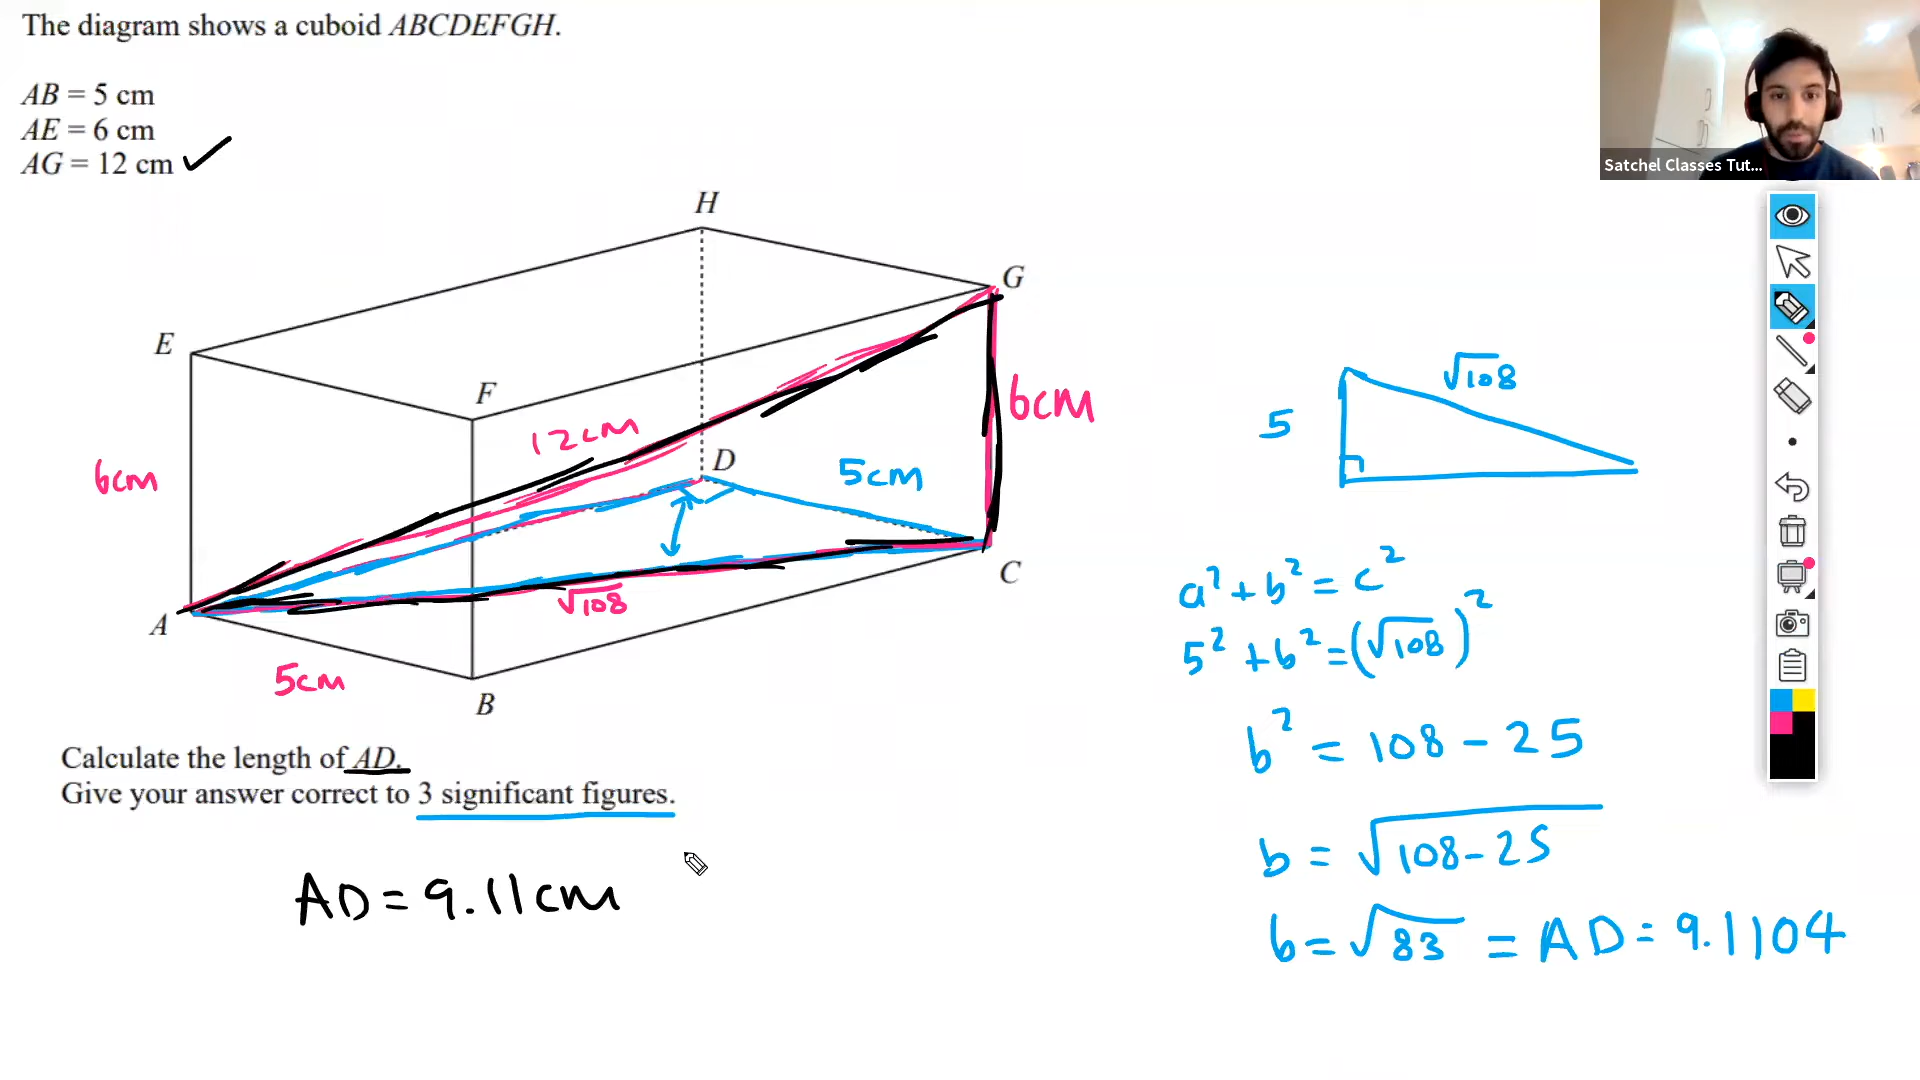 The diagram shows a cuboid ABCDEFGH.
AB = 5 cm
AE = 6 cm
AG = 12 cm
Satchel Classes Tut...
H
G
E
F
12cm
6cm
6cm
D
5cm
A
√108
C
5cm
B
√108
5
a² + b² = c²
5² + b² = (√108)²
b² = 108 - 25
b = √108-25
b = √83 = AD = 9.1104
Calculate the length of AD.
Give your answer correct to 3 significant figures.
AD = 9.11cm